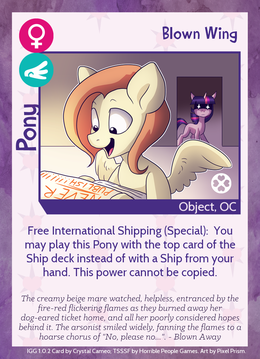 Blown Wing
Pony
NEVER
PUBLISH!!!!
Object, OC
Free International Shipping (Special): You
may play this Pony with the top card of the
Ship deck instead of with a Ship from your
hand. This power cannot be copied.
The creamy beige mare watched, helpless, entranced by the
fire-red flickering flames as they burned away her
dog-eared ticket home, and all her poorly considered hopes
behind it. The arsonist smiled widely, fanning the flames to a
hoarse chorus of "No, please no...". - Blown Away
IGG 1.0.2 Card by Crystal Cameo, TSSSF by Horrible People Games. Art by Pixel Prism.